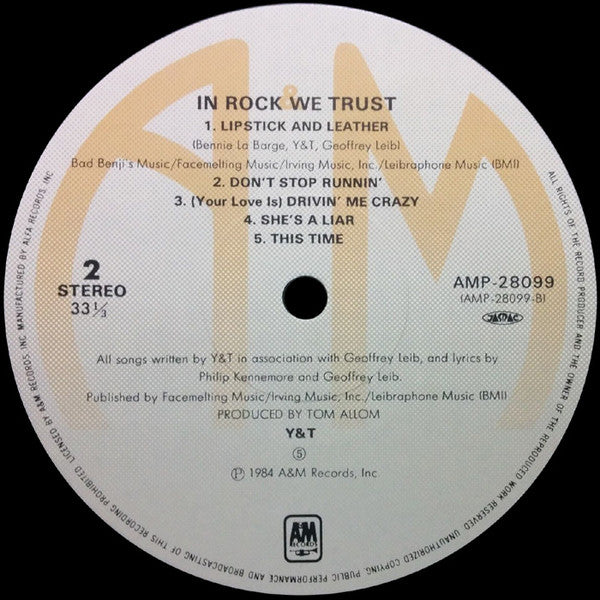 IN ROCK WE TRUST
1. LIPSTICK AND LEATHER
(Bennie La Barge, Y&T, Geoffrey Leib)
Bad Benji's Music/Facemelting Music/Irving Music, Inc./Leibraphone Music (BMI)
2. DON'T STOP RUNNIN'
3. (Your Love Is) DRIVIN' ME CRAZY
4. SHE'S A LIAR
5. THIS TIME
2
STEREO
33 1/3
AMP-28099
(AMP-28099-B)
JASRAC
All songs written by Y&T in association with Geoffrey Leib, and lyrics by
Philip Kennemore and Geoffrey Leib.
Published by Facemelting Music/Irving Music, Inc./Leibraphone Music (BMI)
PRODUCED BY TOM ALLOM
Y&T
⑤
Ⓟ 1984 A&M Records, Inc.
A&M
RECORDS
ALL RIGHTS OF THE RECORD PRODUCER AND THE OWNER OF THE REPRODUCED WORK RESERVED. UNAUTHORIZED COPYING PUBLIC PERFORMANCE AND BROADCASTING OF THIS RECORDING PROHIBITED. LICENSED BY A&M RECORDS INC. MANUFACTURED BY ALFA RECORDS. INC
A&M